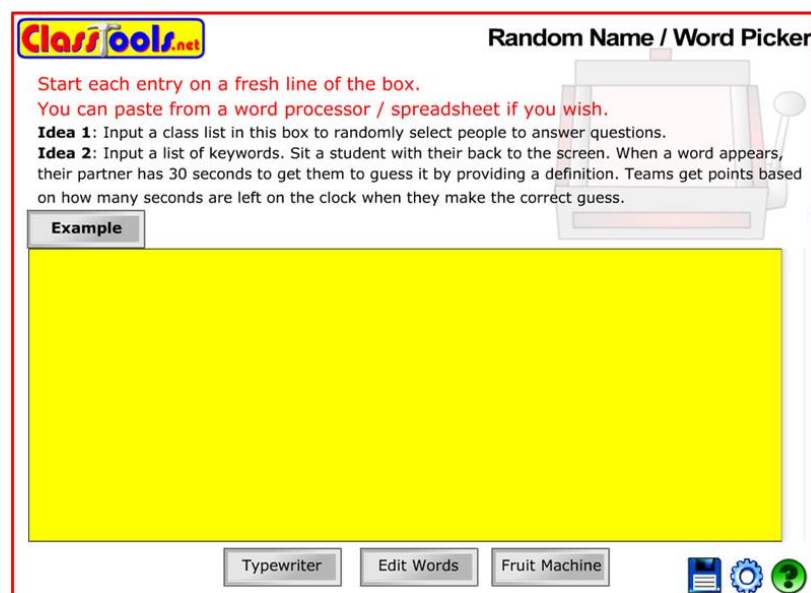 ClassTools.net
Random Name / Word Picker
Start each entry on a fresh line of the box.
You can paste from a word processor / spreadsheet if you wish.
Idea 1: Input a class list in this box to randomly select people to answer questions.
Idea 2: Input a list of keywords. Sit a student with their back to the screen. When a word appears,
their partner has 30 seconds to get them to guess it by providing a definition. Teams get points based
on how many seconds are left on the clock when they make the correct guess.
Example
Typewriter
Edit Words
Fruit Machine
?